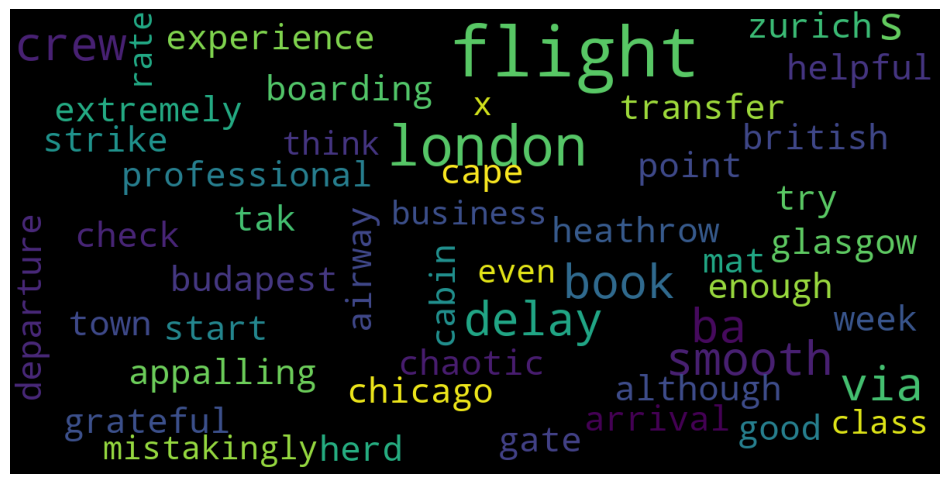 crew
rate
experience
flight
zurich
s
helpful
boarding
extremely
x
transfer
strike
think
london
british
professional
cape
point
try
tak
business
heathrow
check
airway
glasgow
departure
budapest
cabin
even
book
mat
enough
town
start
delay
ba
week
smooth
chaotic
appalling
chicago
although
via
grateful
arrival
good
class
mistakingly
herd
gate